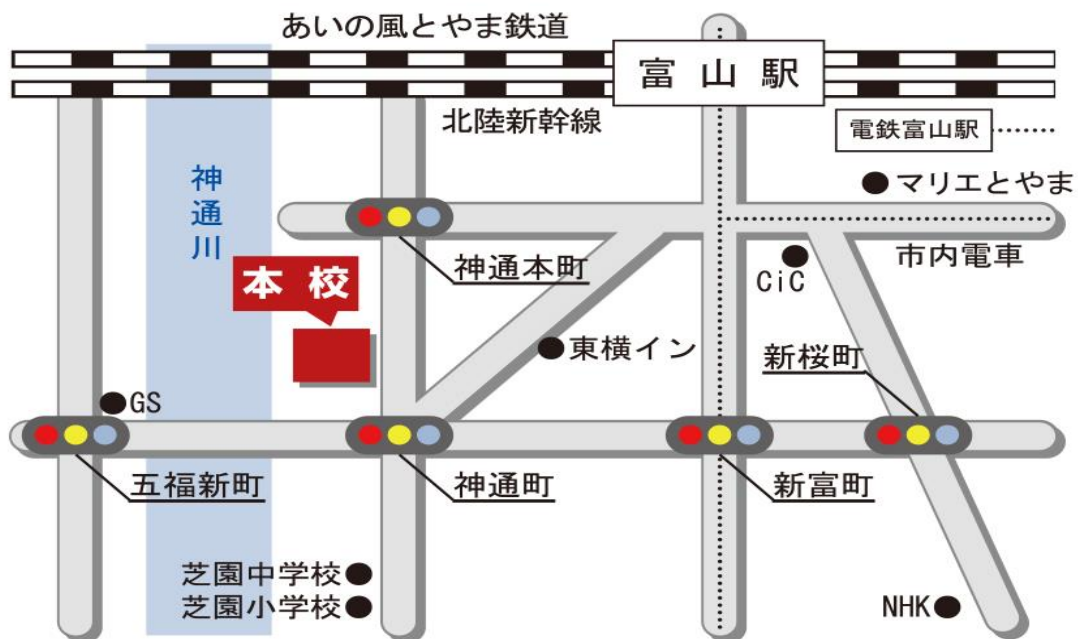 あいの風とやま鉄道
富山駅
北陸新幹線
電鉄富山駅
神通川
マリエとやま
市内電車
本校
神通本町
CiC
東横イン
新桜町
GS
五福新町
神通町
新富町
芝園中学校
芝園小学校
NHK